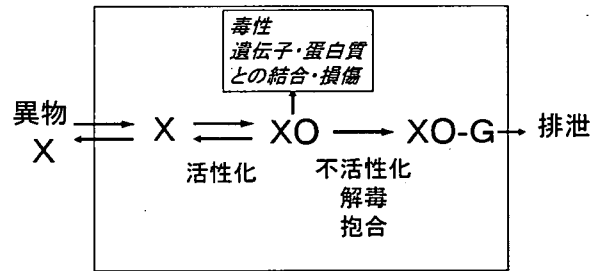 毒性
遺伝子・蛋白質
との結合・損傷
異物
X
X
XO
XO-G
排泄
活性化
不活性化
解毒
抱合